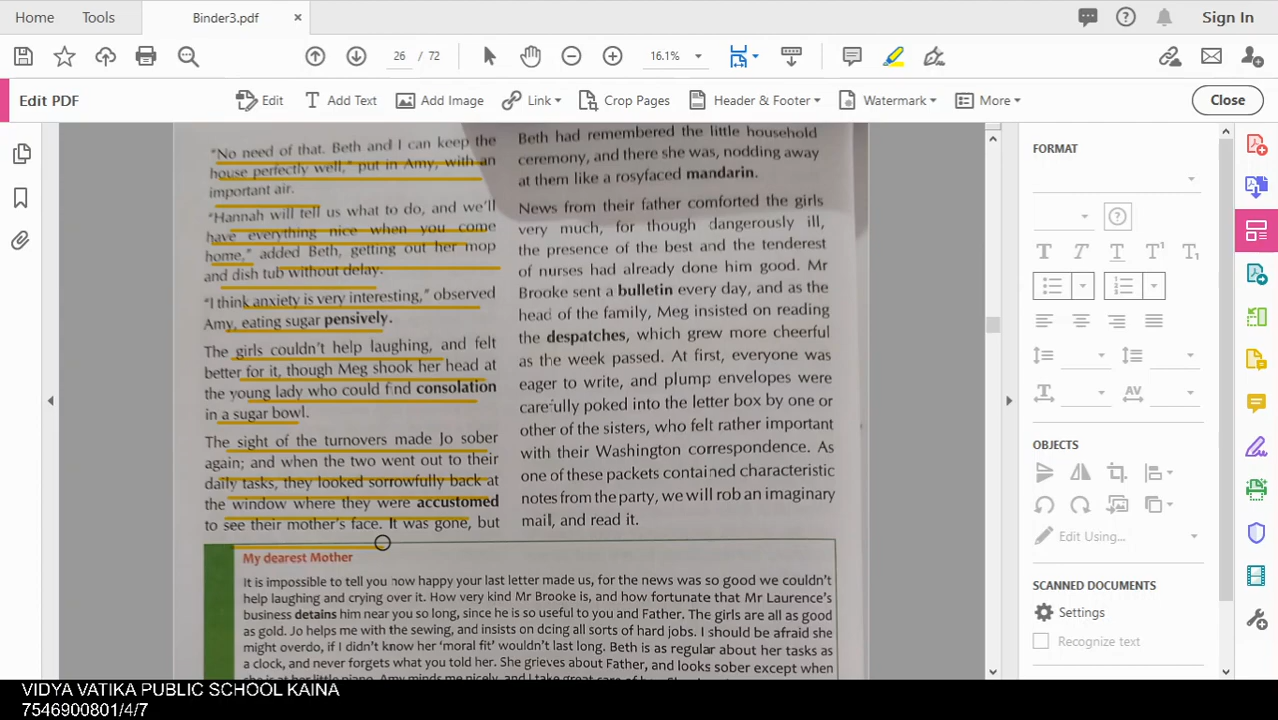 Home
Tools
Binder3.pdf
×
Sign In
26 / 72
16.1%
Edit PDF
Edit
Add Text
Add Image
Link
Crop Pages
Header & Footer
Watermark
More
Close
"No need of that. Beth and I can keep the
house perfectly well," put in Amy, with an
important air.
"Hannah will tell us what to do, and we'll
have everything nice when you come
home," added Beth, getting out her mop
and dish tub without delay.
"I think anxiety is very interesting," observed
Amy, eating sugar pensively.
The girls couldn't help laughing, and felt
better for it, though Meg shook her head at
the young lady who could find consolation
in a sugar bowl.
The sight of the turnovers made Jo sober
again; and when the two went out to their
daily tasks, they looked sorrowfully back at
the window where they were accustomed
to see their mother's face. It was gone, but
Beth had remembered the little household
ceremony, and there she was, nodding away
at them like a rosyfaced mandarin.
News from their father comforted the girls
very much, for though dangerously ill,
the presence of the best and the tenderest
of nurses had already done him good. Mr
Brooke sent a bulletin every day, and as the
head of the family, Meg insisted on reading
the despatches, which grew more cheerful
as the week passed. At first, everyone was
eager to write, and plump envelopes were
carefully poked into the letter box by one or
other of the sisters, who felt rather important
with their Washington correspondence. As
one of these packets contained characteristic
notes from the party, we will rob an imaginary
mail, and read it.
My dearest Mother
It is impossible to tell you how happy your last letter made us, for the news was so good we couldn't
help laughing and crying over it. How very kind Mr Brooke is, and how fortunate that Mr Laurence's
business detains him near you so long, since he is so useful to you and Father. The girls are all as good
as gold. Jo helps me with the sewing, and insists on doing all sorts of hard jobs. I should be afraid she
might overdo, if I didn't know her 'moral fit' wouldn't last long. Beth is as regular about her tasks as
a clock, and never forgets what you told her. She grieves about Father, and looks sober except when
she is at her little piano. Amy minds me nicely, and I take great care of her.
FORMAT
OBJECTS
Edit Using...
SCANNED DOCUMENTS
Settings
Recognize text
VIDYA VATIKA PUBLIC SCHOOL KAINA
7546900801/4/7